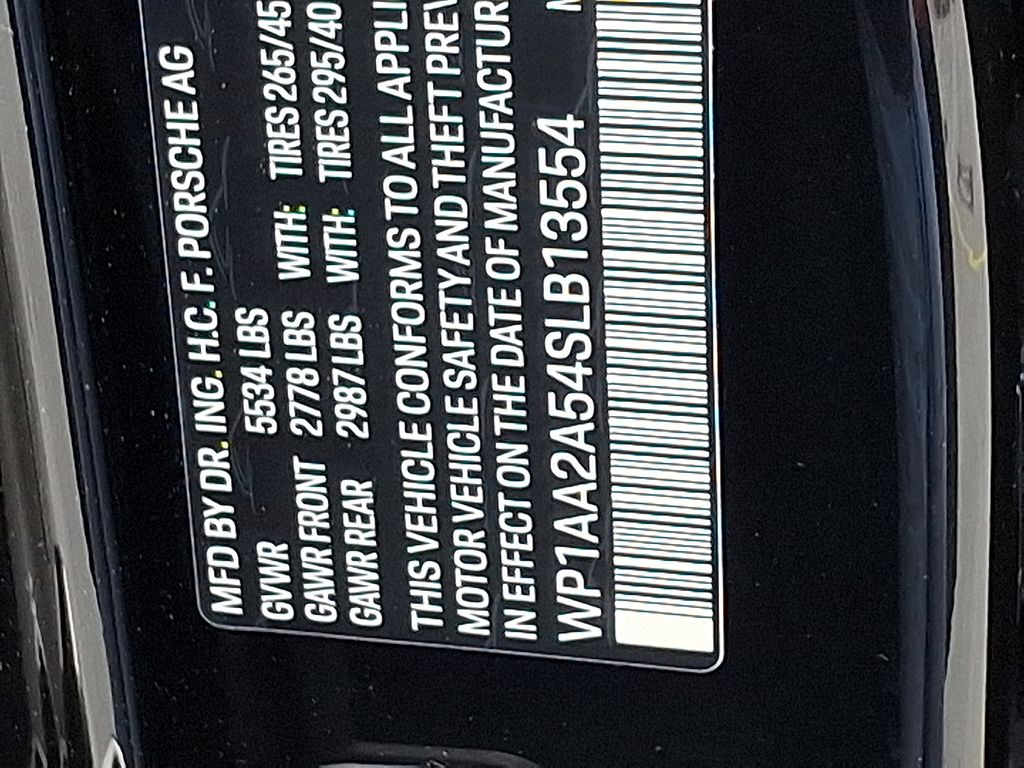 MFD BY DR. ING. H.C. F. PORSCHE AG
GVWR 5534 LBS
GAWR FRONT 2778 LBS WITH: TIRES 265/45
GAWR REAR 2987 LBS WITH: TIRES 295/40
THIS VEHICLE CONFORMS TO ALL APPLI
MOTOR VEHICLE SAFETY AND THEFT PREV
IN EFFECT ON THE DATE OF MANUFACTUR
WP1AA2A54SLB13554